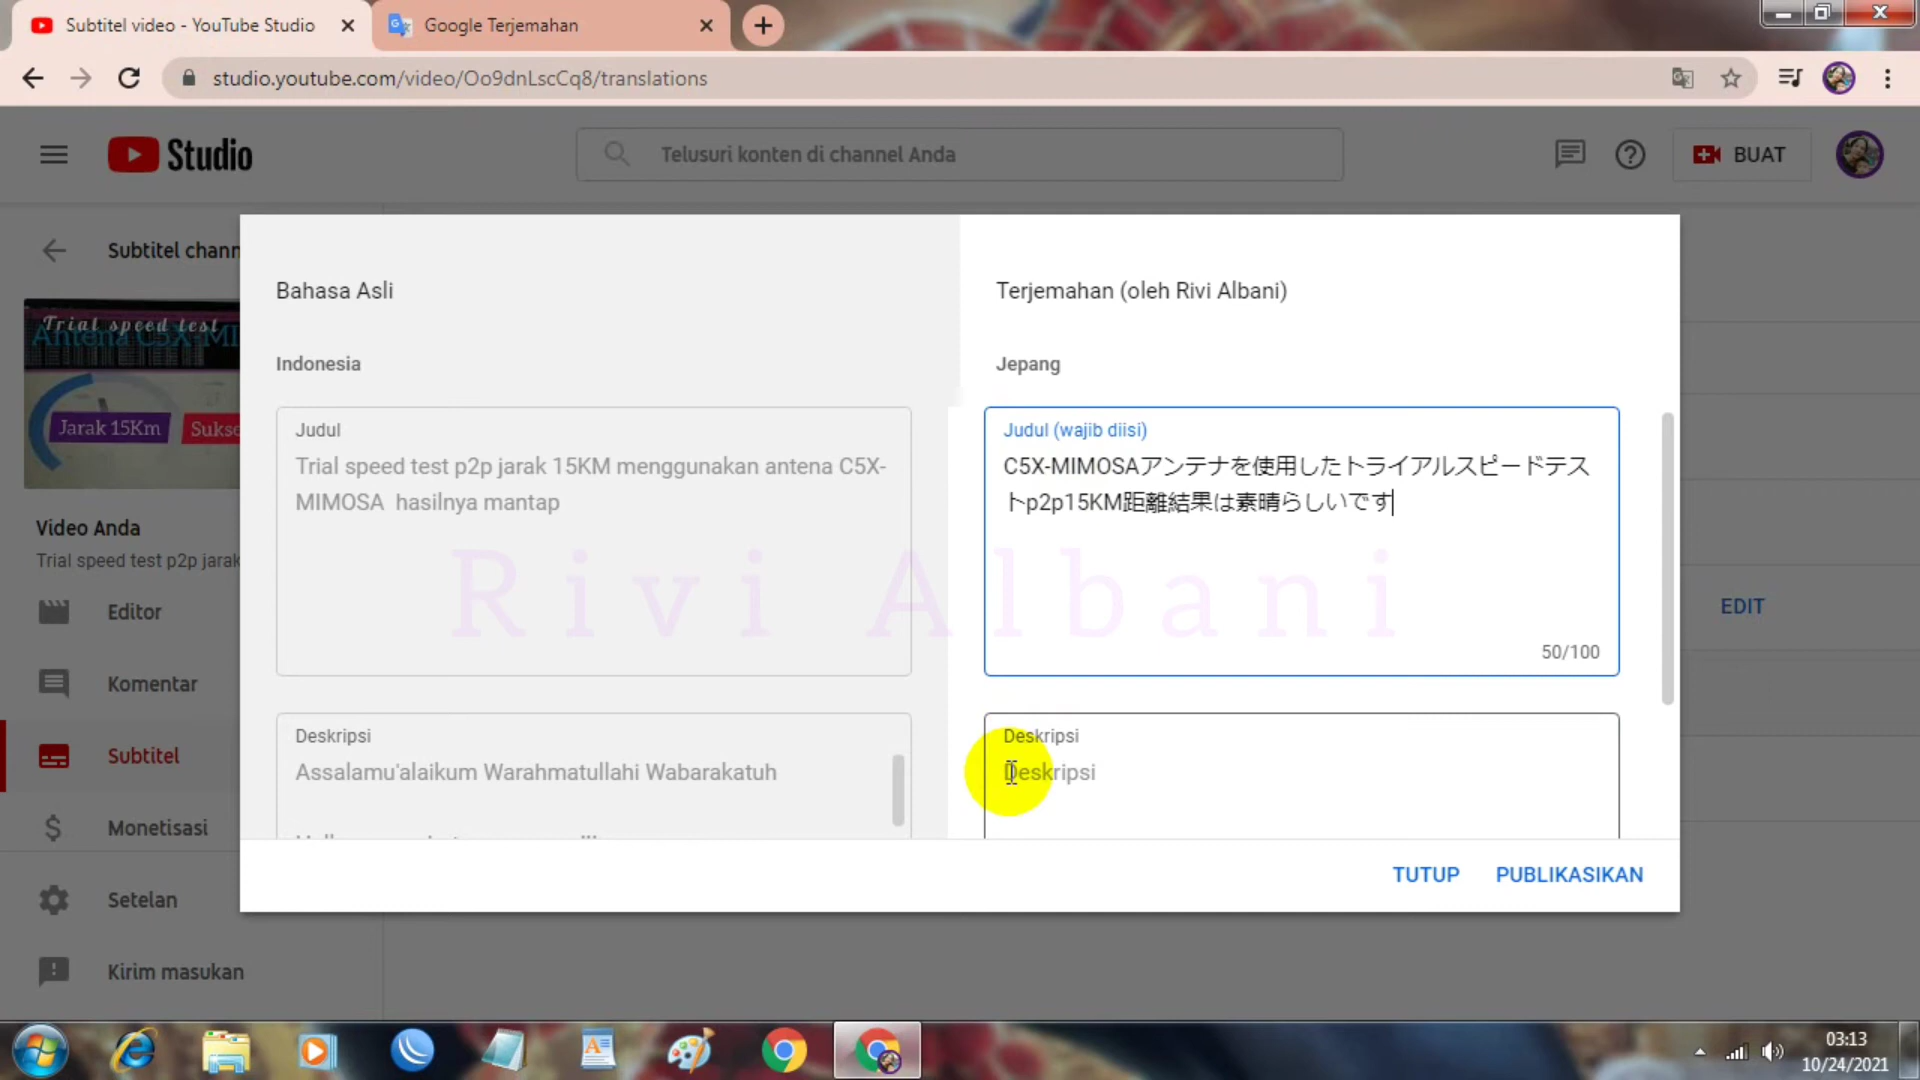 Subtitel video - YouTube Studio
Google Terjemahan
studio.youtube.com/video/Oo9dnLscCq8/translations
Studio
Telusuri konten di channel Anda
BUAT
Subtitel chann
Trial speed test
Antena C5X-MI
Jarak 15Km
Sukse
Video Anda
Trial speed test p2p jarak
Editor
Komentar
Subtitel
Monetisasi
Setelan
Kirim masukan
Bahasa Asli
Indonesia
Judul
Trial speed test p2p jarak 15KM menggunakan antena C5X-
MIMOSA hasilnya mantap
Deskripsi
Assalamu'alaikum Warahmatullahi Wabarakatuh
Terjemahan (oleh Rivi Albani)
Jepang
Judul (wajib diisi)
C5X-MIMOSAアンテナを使用したトライアルスピードテス
トp2p15KM距離結果は素晴らしいです
50/100
Deskripsi
Deskripsi
Rivi Albani
EDIT
TUTUP
PUBLIKASIKAN
03:13
10/24/2021